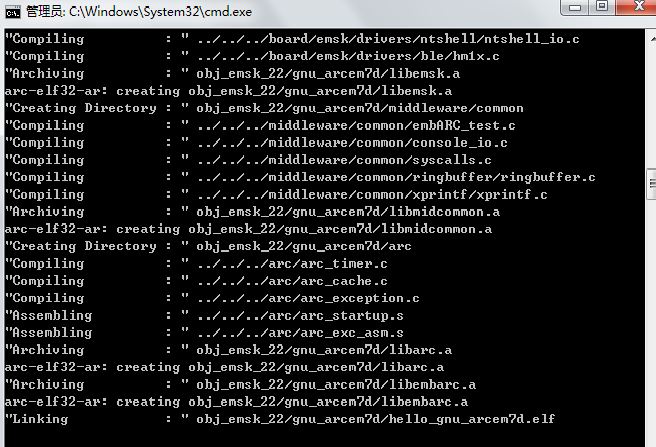 管理员: C:\Windows\System32\cmd.exe
"Compiling          : " ../../../board/emsk/drivers/ntshell/ntshell_io.c
"Compiling          : " ../../../board/emsk/drivers/ble/hm1x.c
"Archiving          : " obj_emsk_22/gnu_arcem7d/libemsk.a
arc-elf32-ar: creating obj_emsk_22/gnu_arcem7d/libemsk.a
"Creating Directory : " obj_emsk_22/gnu_arcem7d/middleware/common
"Compiling          : " ../../../middleware/common/embARC_test.c
"Compiling          : " ../../../middleware/common/console_io.c
"Compiling          : " ../../../middleware/common/syscalls.c
"Compiling          : " ../../../middleware/common/ringbuffer/ringbuffer.c
"Compiling          : " ../../../middleware/common/xprintf/xprintf.c
"Archiving          : " obj_emsk_22/gnu_arcem7d/libmidcommon.a
arc-elf32-ar: creating obj_emsk_22/gnu_arcem7d/libmidcommon.a
"Creating Directory : " obj_emsk_22/gnu_arcem7d/arc
"Compiling          : " ../../../arc/arc_timer.c
"Compiling          : " ../../../arc/arc_cache.c
"Compiling          : " ../../../arc/arc_exception.c
"Assembling         : " ../../../arc/arc_startup.s
"Assembling         : " ../../../arc/arc_exc_asm.s
"Archiving          : " obj_emsk_22/gnu_arcem7d/libarc.a
arc-elf32-ar: creating obj_emsk_22/gnu_arcem7d/libarc.a
"Archiving          : " obj_emsk_22/gnu_arcem7d/libembarc.a
arc-elf32-ar: creating obj_emsk_22/gnu_arcem7d/libembarc.a
"Linking            : " obj_emsk_22/gnu_arcem7d/hello_gnu_arcem7d.elf